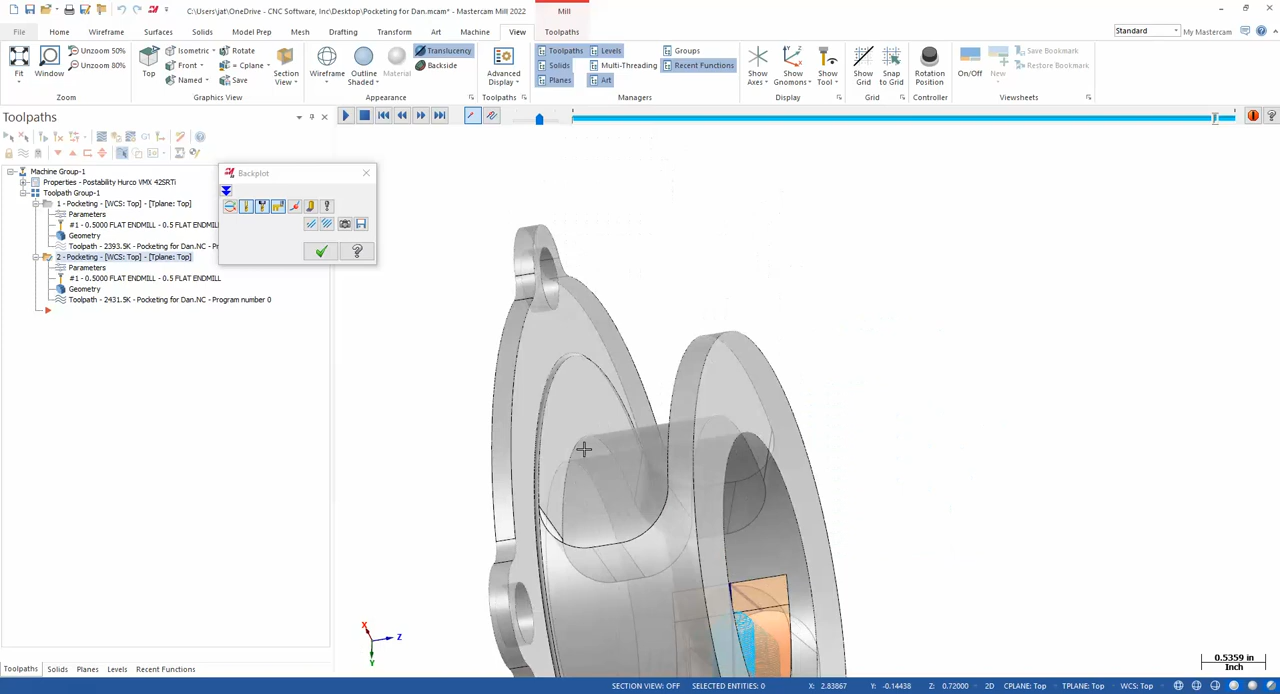 Mill
C:\Users\jat\OneDrive - CNC Software, Inc\Desktop\Pocketing for Dan.mcam* - Mastercam Mill 2022
File Home Wireframe Surfaces Solids Model Prep Mesh Drafting Transform Art Machine View Toolpaths
Standard My Mastercam
Fit
Window
Unzoom 50%
Unzoom 80%
Zoom
Top
Isometric Rotate
Front = Cplane
Named Save
Section
View
Graphics View
Wireframe
Outline
Shaded
Material
Translucency
Backside
Appearance
Advanced
Display
Toolpaths
Toolpaths Levels Groups
Solids Multi-Threading Recent Functions
Planes Art
Managers
Show
Axes
Show
Gnomons
Show
Tool
Display
Show
Grid
Snap
to Grid
Grid
Rotation
Position
Controller
On/Off
New
Save Bookmark
Restore Bookmark
Viewsheets
Toolpaths
G1
Machine Group-1
Properties - Postability Hurco VMX 42SRTi
Toolpath Group-1
1 - Pocketing - [WCS: Top] - [Tplane: Top]
Parameters
#1 - 0.5000 FLAT ENDMILL - 0.5 FLAT ENDMILL
Geometry
Toolpath - 2393.5K - Pocketing for Dan.NC - Pr
2 - Pocketing - [WCS: Top] - [Tplane: Top]
Parameters
#1 - 0.5000 FLAT ENDMILL - 0.5 FLAT ENDMILL
Geometry
Toolpath - 2431.5K - Pocketing for Dan.NC - Program number 0
Backplot
X
Z
Y
0.5359 in
Inch
Toolpaths Solids Planes Levels Recent Functions
SECTION VIEW: OFF SELECTED ENTITIES: 0 X: 2.83867 Y: -0.14438 Z: 0.72000 2D CPLANE: Top TPLANE: Top WCS: Top